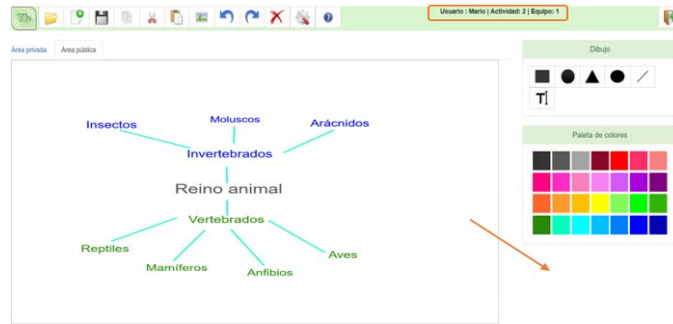 Usuario : Mario | Actividad: 2 | Equipo: 1
Área privada Área pública
Dibujo
T
Paleta de colores
Insectos Moluscos Arácnidos
Invertebrados
Reino animal
Vertebrados
Reptiles Mamíferos Anfibios Aves